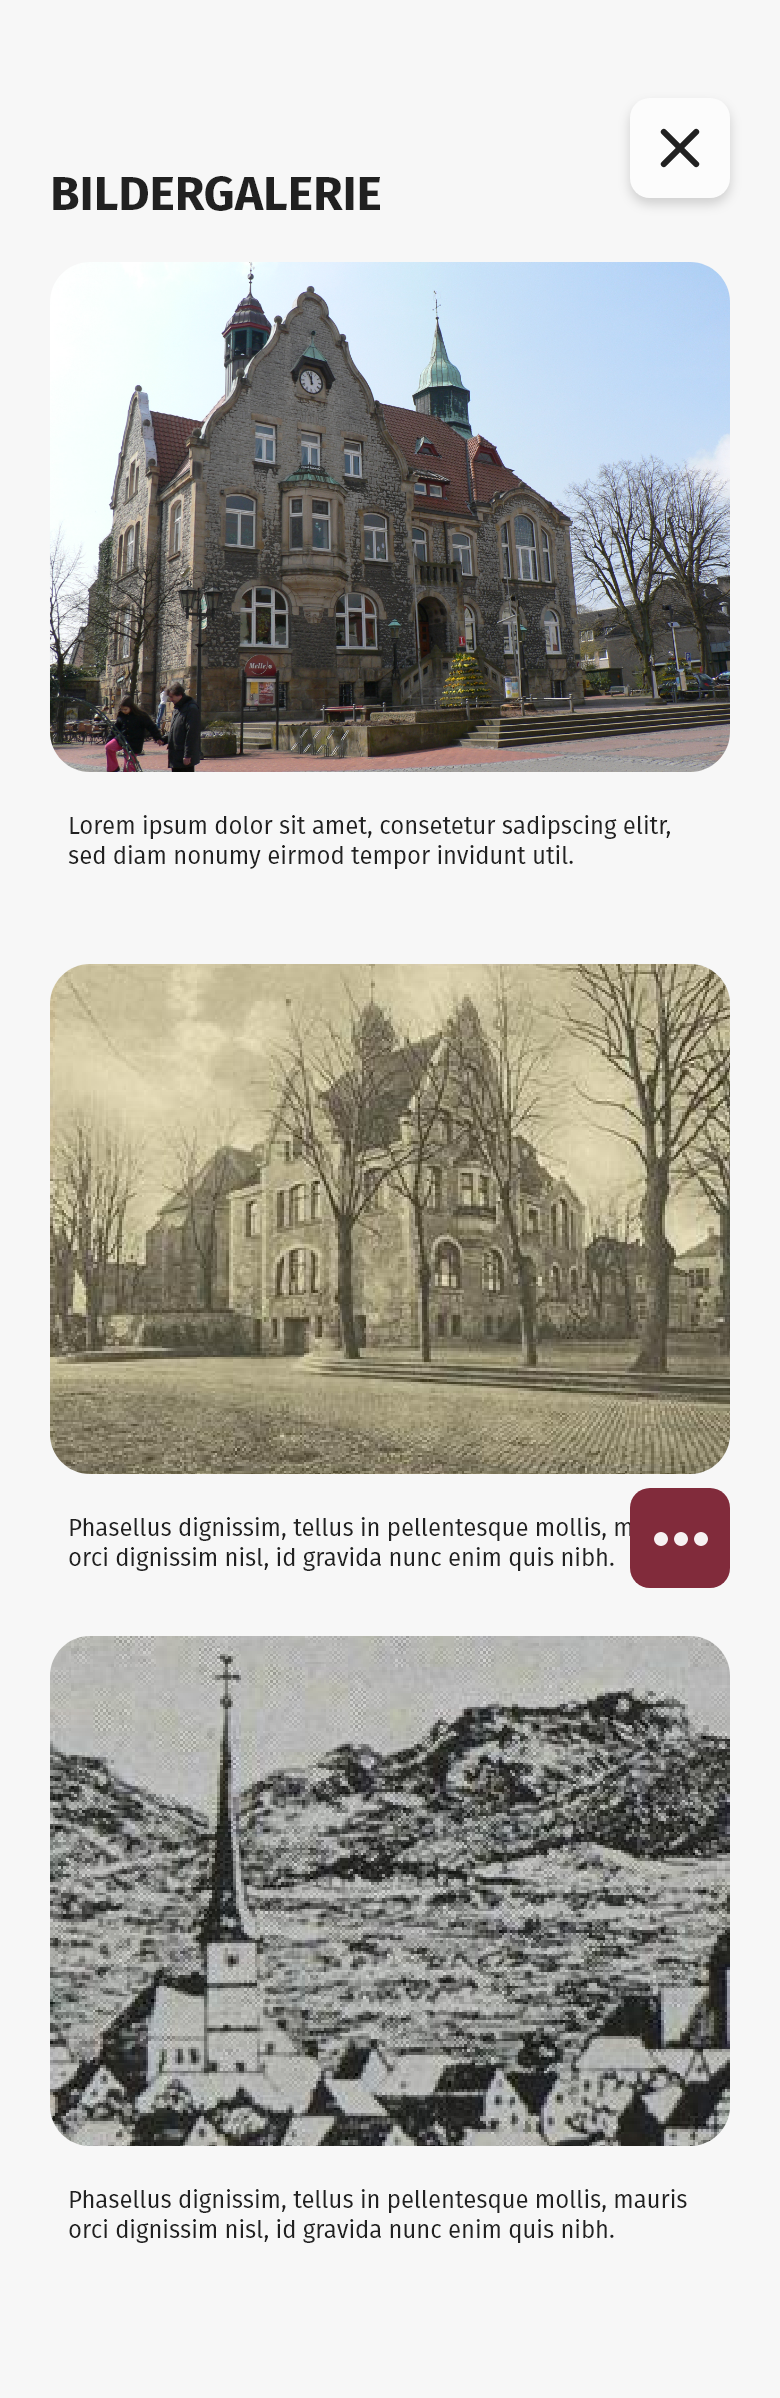 BILDERGALERIE
Melle's
Lorem ipsum dolor sit amet, consetetur sadipscing elitr,
sed diam nonumy eirmod tempor invidunt util.
Phasellus dignissim, tellus in pellentesque mollis, m
orci dignissim nisl, id gravida nunc enim quis nibh.
Phasellus dignissim, tellus in pellentesque mollis, mauris
orci dignissim nisl, id gravida nunc enim quis nibh.